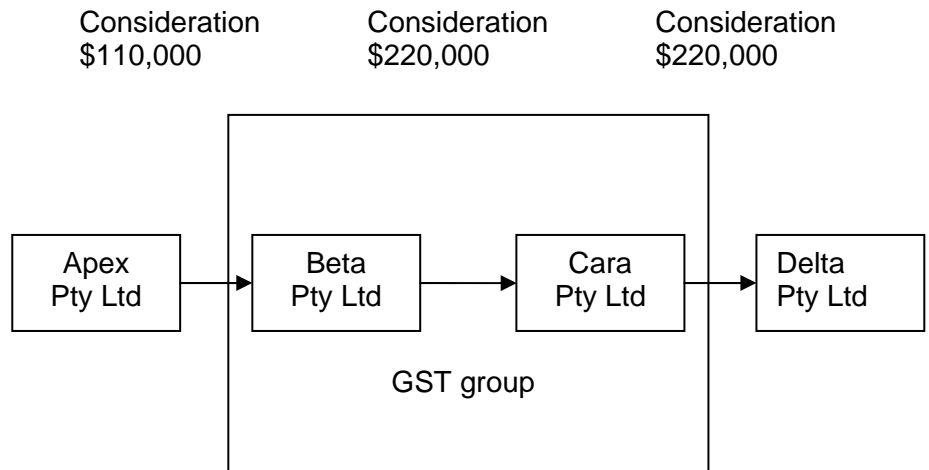 Consideration
$110,000
Consideration
$220,000
Consideration
$220,000
Apex
Pty Ltd
Beta
Pty Ltd
Cara
Pty Ltd
Delta
Pty Ltd
GST group